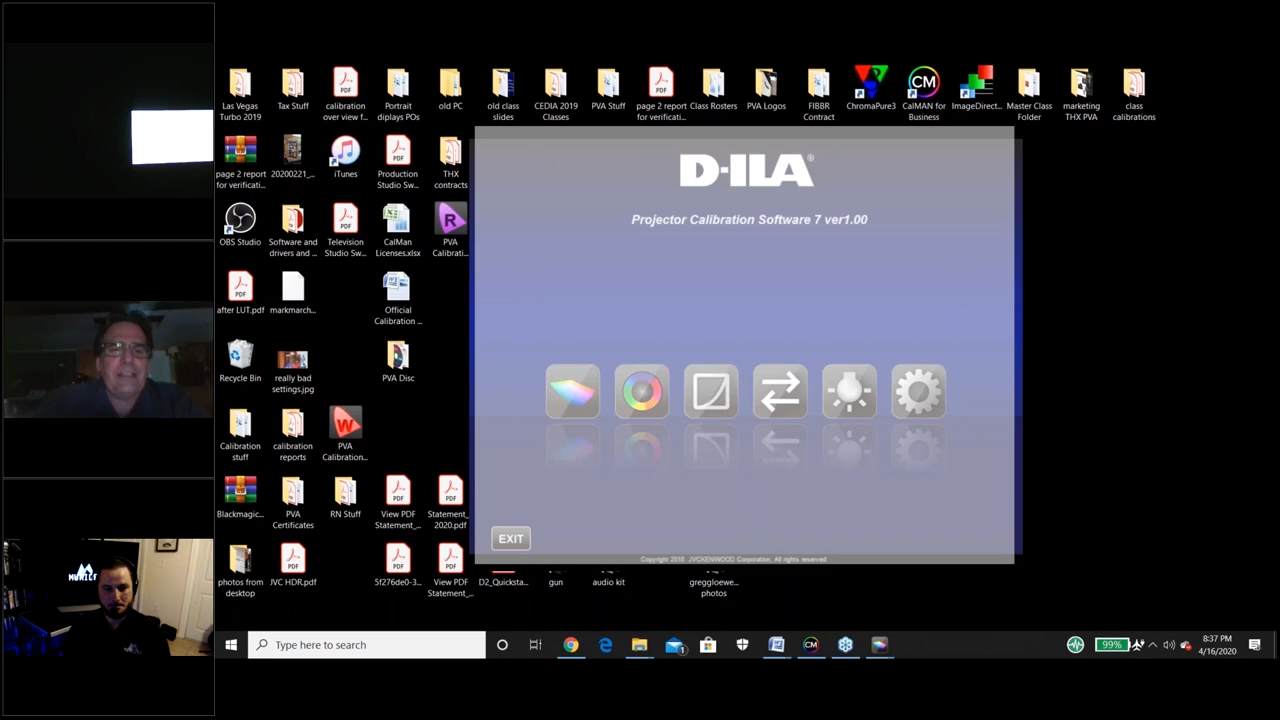 Las Vegas
Turbo 2019
Tax Stuff
calibration
over view f...
Portrait
diplays POs
old PC
old class
slides
CEDIA 2019
Classes
PVA Stuff
page 2 report
for verificati...
Class Rosters
PVA Logos
FIBBR
Contract
ChromaPure3
CalMAN for
Business
ImageDirect...
Master Class
Folder
marketing
THX PVA
class
calibrations
page 2 report
for verificati...
20200221_...
iTunes
Production
Studio Sw...
THX
contracts
D-ILA®
Projector Calibration Software 7 ver1.00
OBS Studio
Software and
drivers and ...
Television
Studio Sw...
CalMan
Licenses.xlsx
R
PVA
Calibrati...
after LUT.pdf
markmarch...
Official
Calibration ...
Recycle Bin
really bad
settings.jpg
PVA Disc
Calibration
stuff
calibration
reports
W
PVA
Calibration...
Blackmagic...
PVA
Certificates
RN Stuff
View PDF
Statement_...
Statement_
2020.pdf
EXIT
Copyright 2018 JVCKENWOOD Corporation, All rights reserved
photos from
desktop
JVC HDR.pdf
5f276de0-3...
View PDF
Statement_...
D2_Quicksta...
gun
audio kit
greggloewe...
photos
Type here to search
99%
8:37 PM
4/16/2020